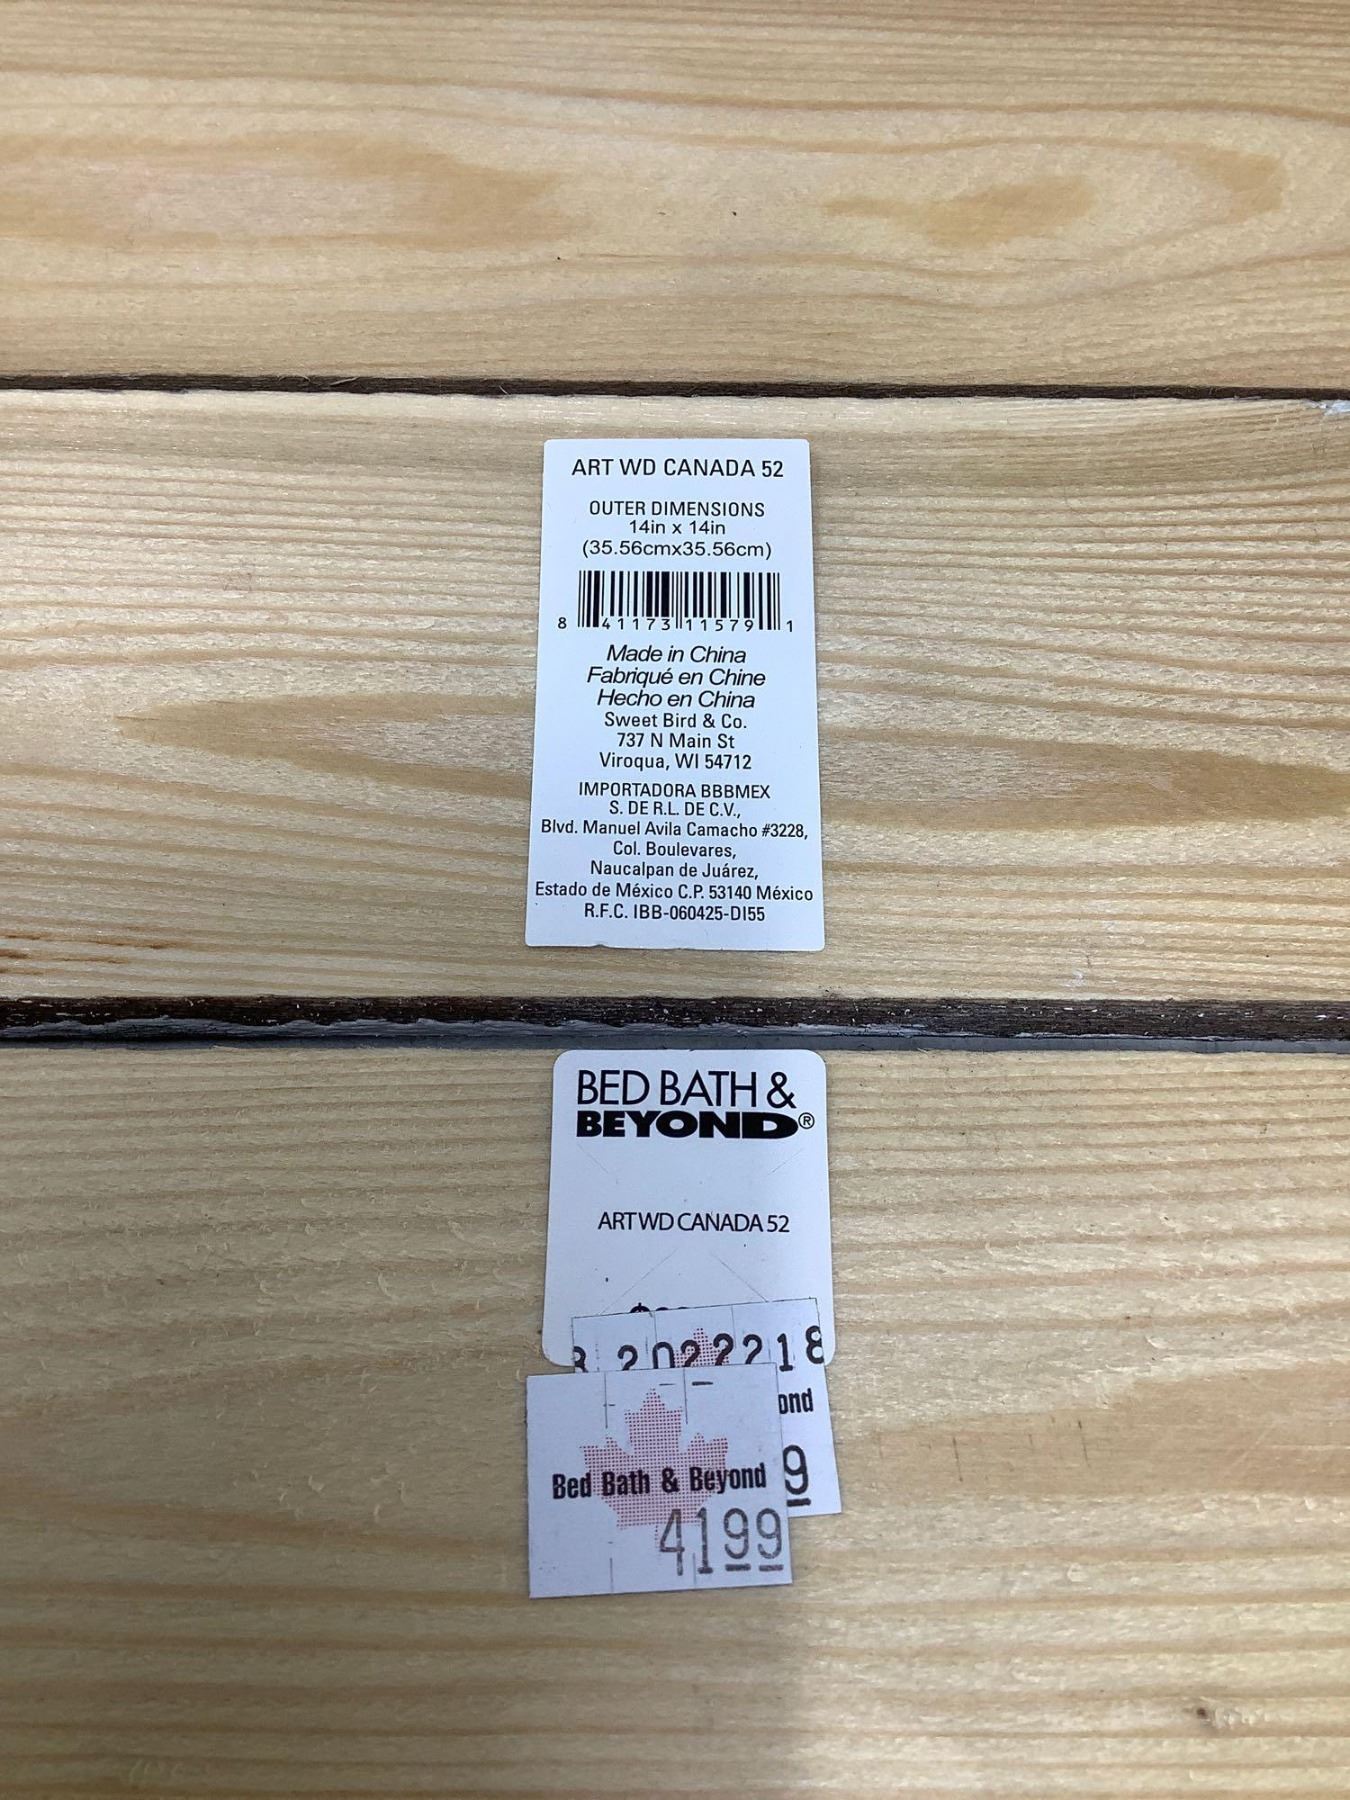 ART WD CANADA 52
OUTER DIMENSIONS
14in x 14in
(35.56cmx35.56cm)
8 41173 11579 1
Made in China
Fabriqué en Chine
Hecho en China
Sweet Bird & Co.
737 N Main St
Viroqua, WI 54712
IMPORTADORA BBBMEX
S. DE R.L. DE C.V.,
Blvd. Manuel Avila Camacho #3228,
Col. Boulevares,
Naucalpan de Juárez,
Estado de México C.P. 53140 México
R.F.C. IBB-060425-DI55
BED BATH &
BEYOND®
ART WD CANADA 52
2022218
ond
9
Bed Bath & Beyond
4199